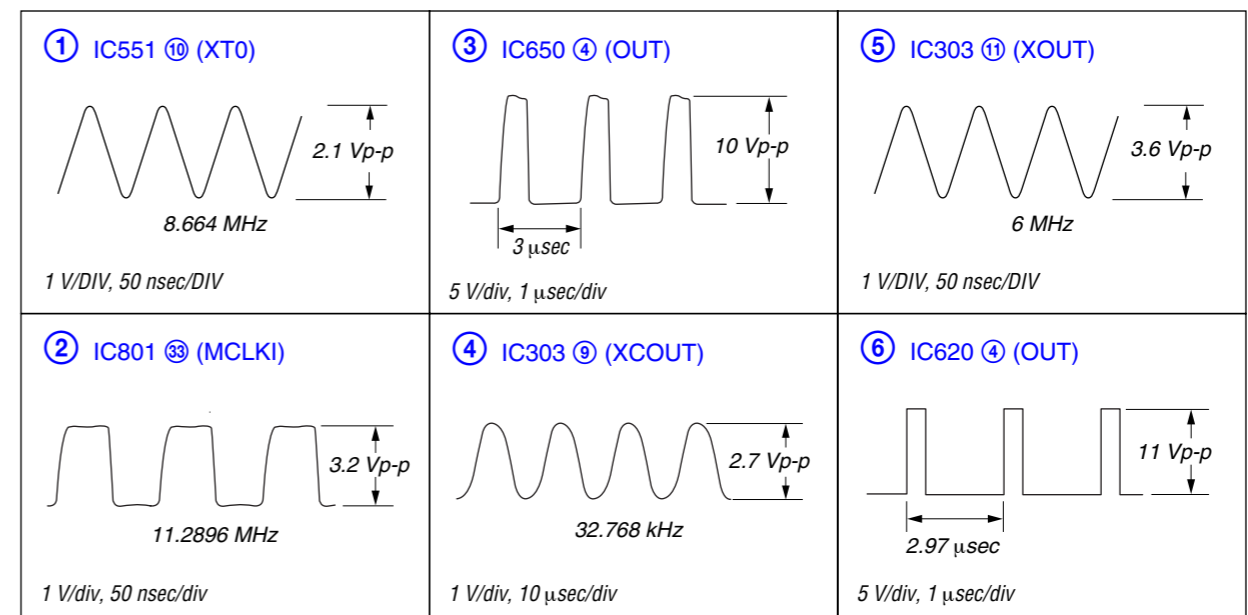 ① IC551 ⑩ (XT0)
2.1 Vp-p
8.664 MHz
1 V/DIV, 50 nsec/DIV
② IC801 ㉝ (MCLKI)
3.2 Vp-p
11.2896 MHz
1 V/div, 50 nsec/div
③ IC650 ④ (OUT)
10 Vp-p
3 µsec
5 V/div, 1 µsec/div
④ IC303 ⑨ (XCOUT)
2.7 Vp-p
32.768 kHz
1 V/div, 10 µsec/div
⑤ IC303 ⑪ (XOUT)
3.6 Vp-p
6 MHz
1 V/DIV, 50 nsec/DIV
⑥ IC620 ④ (OUT)
11 Vp-p
2.97 µsec
5 V/div, 1 µsec/div